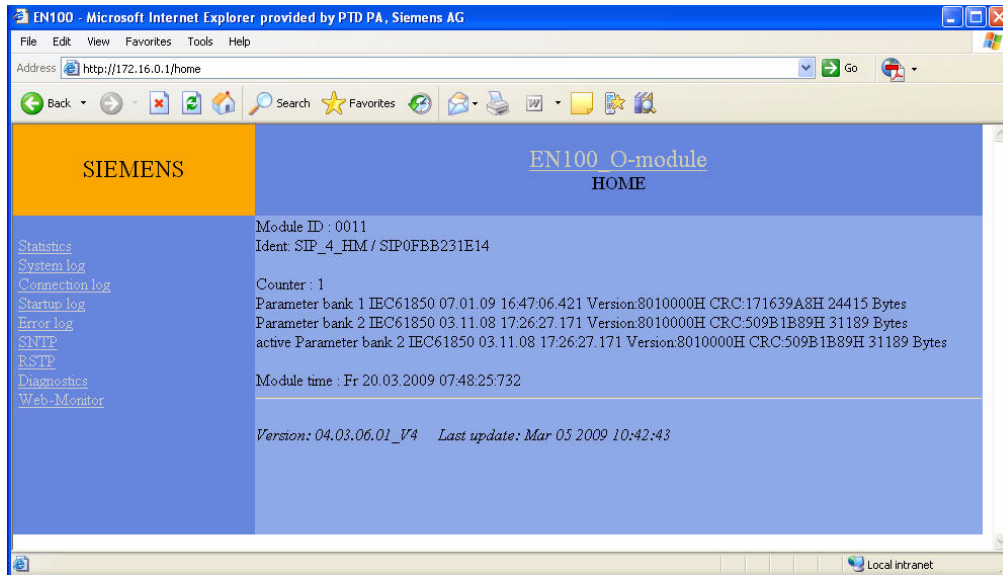 EN100 - Microsoft Internet Explorer provided by PTD PA, Siemens AG
File Edit View Favorites Tools Help
Address http://172.16.0.1/home Go
Back Search Favorites
SIEMENS
EN100_O-module
HOME
Statistics
System log
Connection log
Startup log
Error log
SNTP
RSTP
Diagnostics
Web-Monitor
Module ID : 0011
Ident: SIP_4_HM / SIP0FBB231E14
Counter : 1
Parameter bank 1 IEC61850 07.01.09 16:47:06.421 Version:8010000H CRC:171639A8H 24415 Bytes
Parameter bank 2 IEC61850 03.11.08 17:26:27.171 Version:8010000H CRC:509B1B89H 31189 Bytes
active Parameter bank 2 IEC61850 03.11.08 17:26:27.171 Version:8010000H CRC:509B1B89H 31189 Bytes
Module time : Fr 20.03.2009 07:48:25:732
Version: 04.03.06.01_V4 Last update: Mar 05 2009 10:42:43
Local intranet